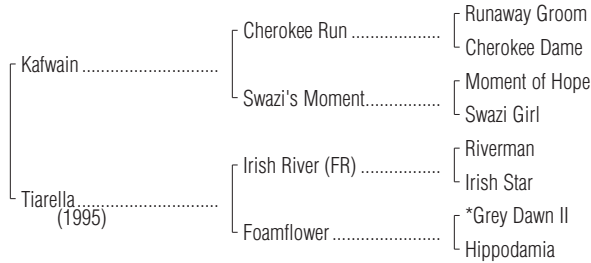 Runaway Groom
Cherokee Run ...................
Cherokee Dame
Kafwain .............................
Moment of Hope
Swazi's Moment................
Swazi Girl
Riverman
Irish River (FR) .................
Irish Star
Tiarella..............................
(1995)
*Grey Dawn II
Foamflower .......................
Hippodamia